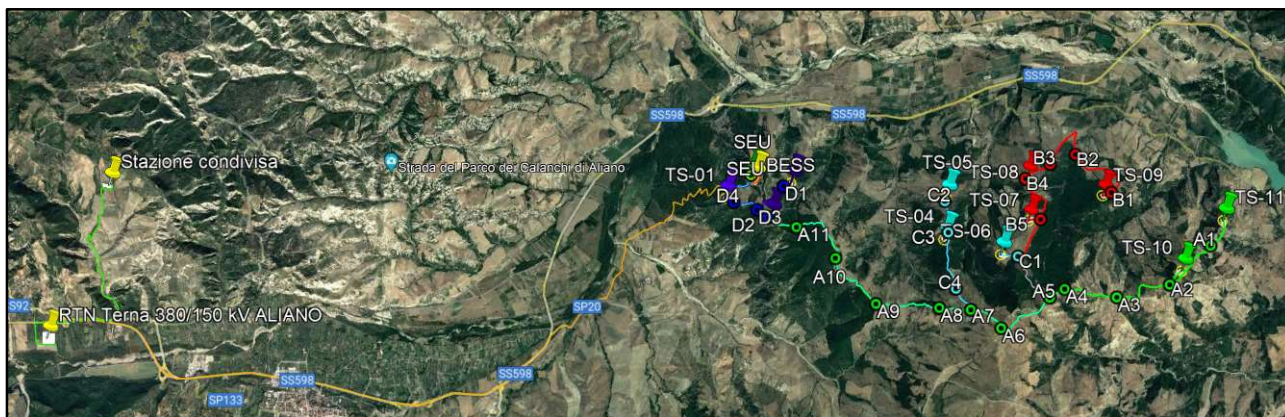 SS598
SS598
SS598
Stazione condivisa
Strada del Parco dei Calanchi di Aliano
SEU
SEU
BESS
TS-01
D4
D1
D3
D2
A11
A10
TS-05
C2
TS-04
C3
S-06
C4
TS-08
B3
B2
B4
TS-09
B1
TS-07
B5
C1
TS-11
A1
TS-10
A2
A5
A4
A3
A9
A8
A7
A6
S92
RTN Terna 380/150 kV ALIANO
SP20
SS598
SS598
SP133